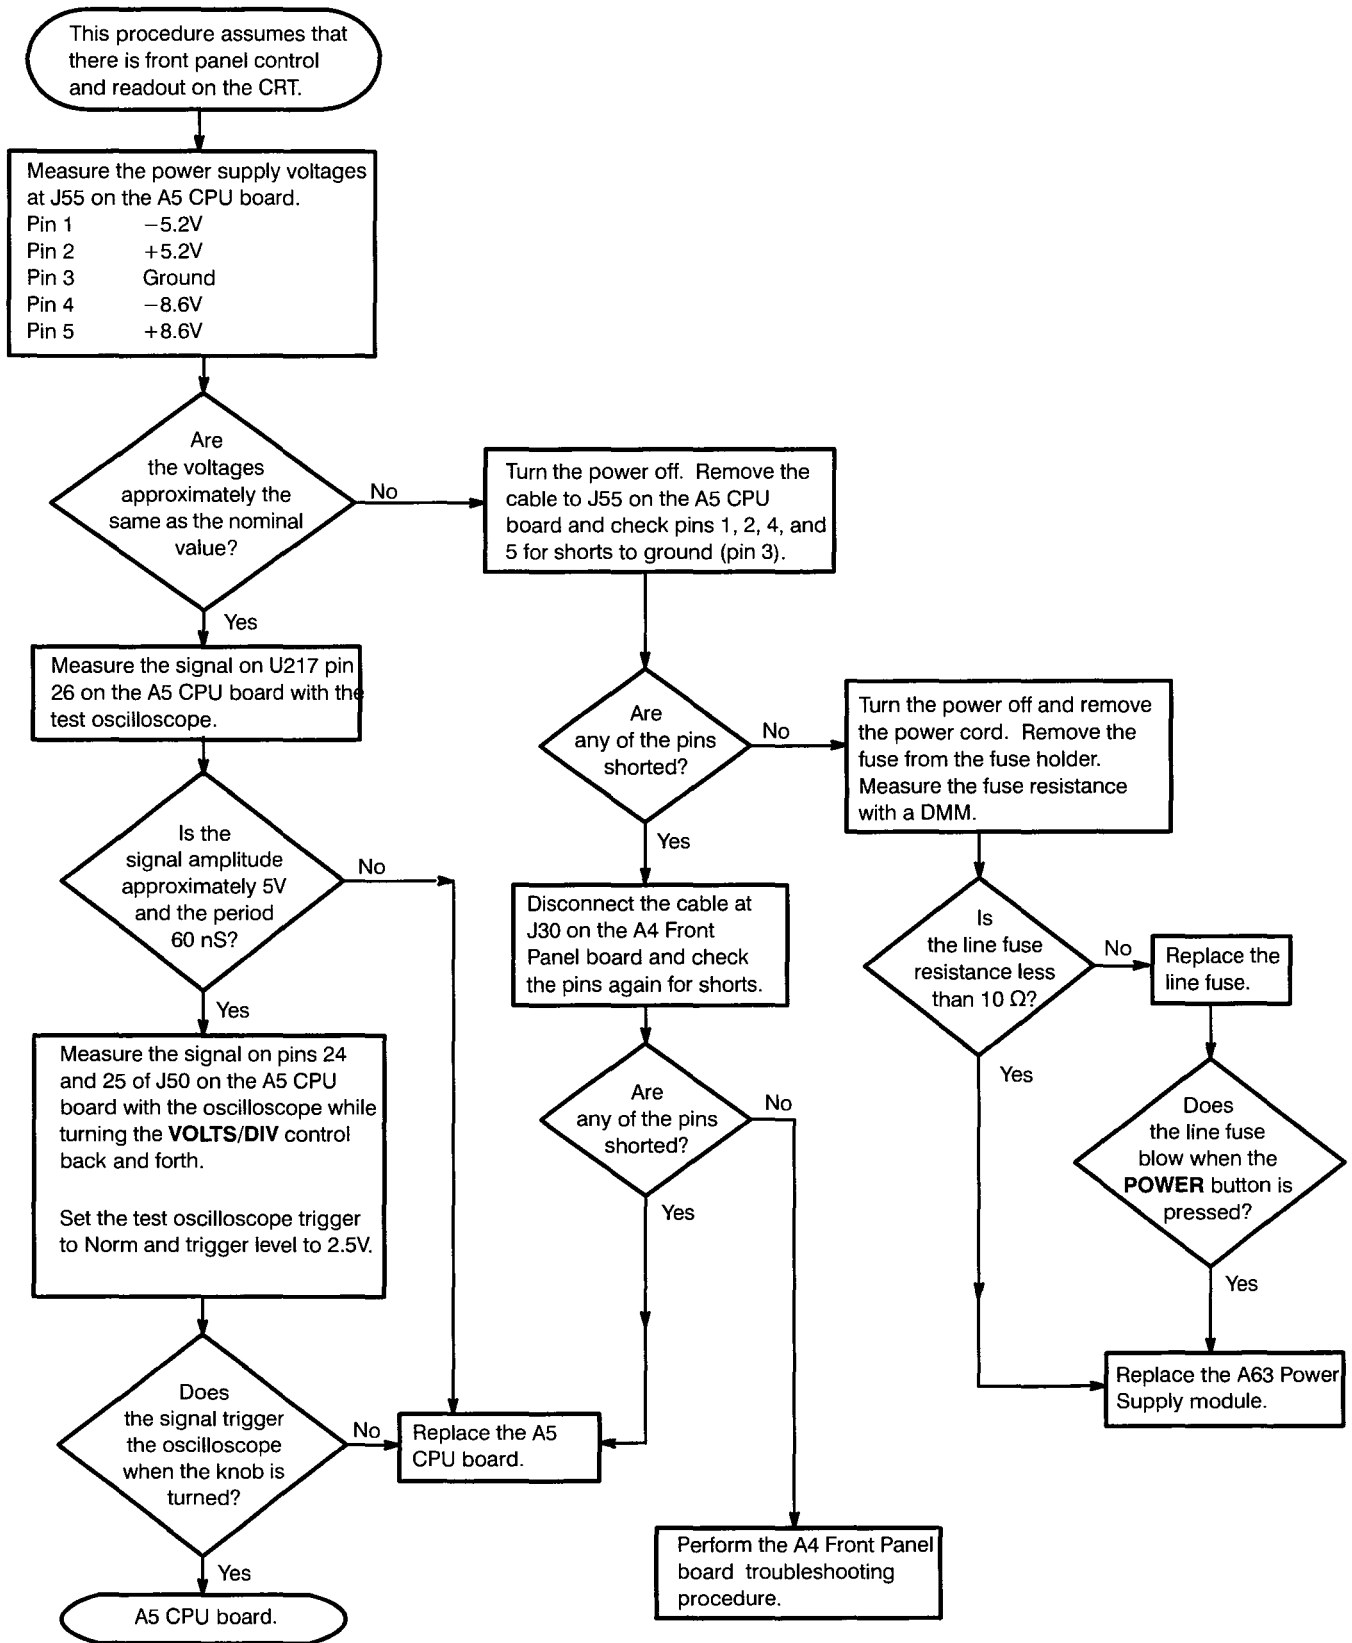 This procedure assumes that
there is front panel control
and readout on the CRT.
Measure the power supply voltages
at J55 on the A5 CPU board.
Pin 1 −5.2V
Pin 2 +5.2V
Pin 3 Ground
Pin 4 −8.6V
Pin 5 +8.6V
Are
the voltages
approximately the
same as the nominal
value?
No
Yes
Turn the power off. Remove the
cable to J55 on the A5 CPU
board and check pins 1, 2, 4, and
5 for shorts to ground (pin 3).
Measure the signal on U217 pin
26 on the A5 CPU board with the
test oscilloscope.
Are
any of the pins
shorted?
No
Yes
Turn the power off and remove
the power cord. Remove the
fuse from the fuse holder.
Measure the fuse resistance
with a DMM.
Is the
signal amplitude
approximately 5V
and the period
60 nS?
No
Yes
Disconnect the cable at
J30 on the A4 Front
Panel board and check
the pins again for shorts.
Is
the line fuse
resistance less
than 10 Ω?
No
Yes
Replace the
line fuse.
Measure the signal on pins 24
and 25 of J50 on the A5 CPU
board with the oscilloscope while
turning the VOLTS/DIV control
back and forth.
Set the test oscilloscope trigger
to Norm and trigger level to 2.5V.
Are
any of the pins
shorted?
No
Yes
Does
the line fuse
blow when the
POWER button is
pressed?
Yes
Does
the signal trigger
the oscilloscope
when the knob is
turned?
No
Yes
Replace the A5
CPU board.
Replace the A63 Power
Supply module.
Perform the A4 Front Panel
board troubleshooting
procedure.
A5 CPU board.